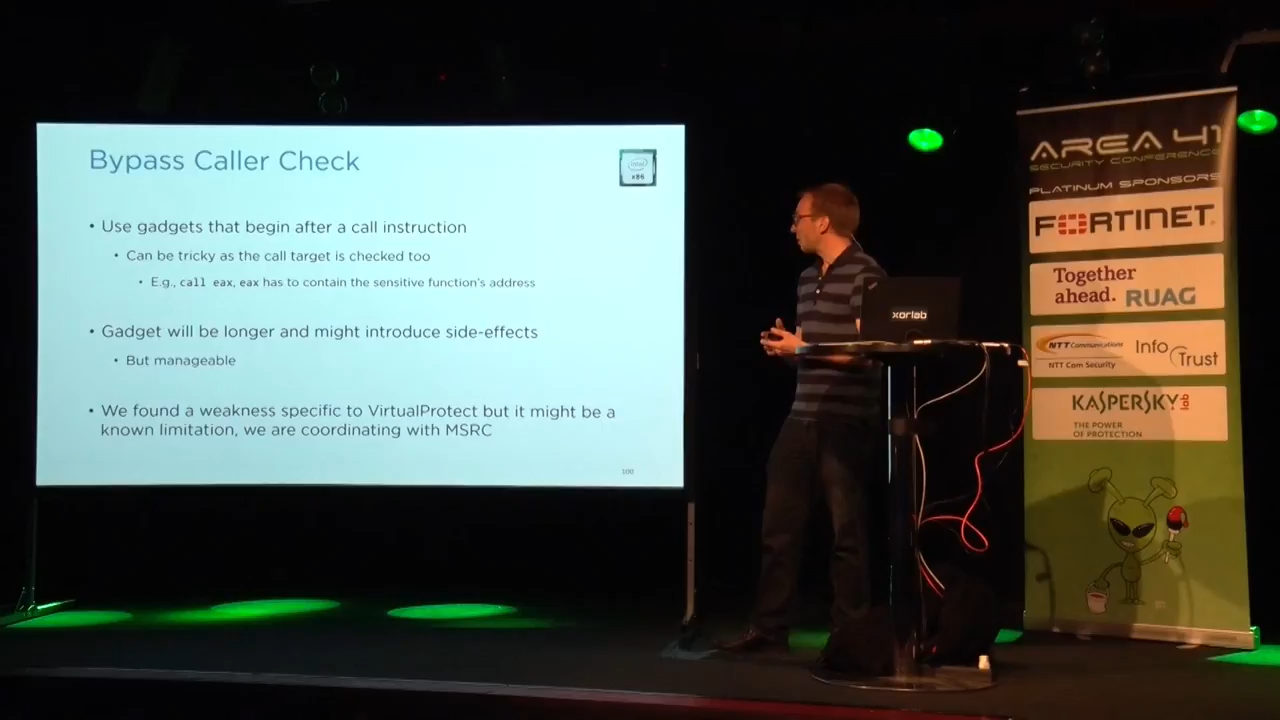 Bypass Caller Check
intel
x86
• Use gadgets that begin after a call instruction
• Can be tricky as the call target is checked too
• E.g., call eax, eax has to contain the sensitive function's address
• Gadget will be longer and might introduce side-effects
• But manageable
• We found a weakness specific to VirtualProtect but it might be a
known limitation, we are coordinating with MSRC
100
xorlab
AREA 41
SECURITY CONFERENCE
PLATINUM SPONSORS
FORTINET
Together
ahead. RUAG
NTT Communications
NTT Com Security
Info Trust
KASPERSKY lab
THE POWER
OF PROTECTION